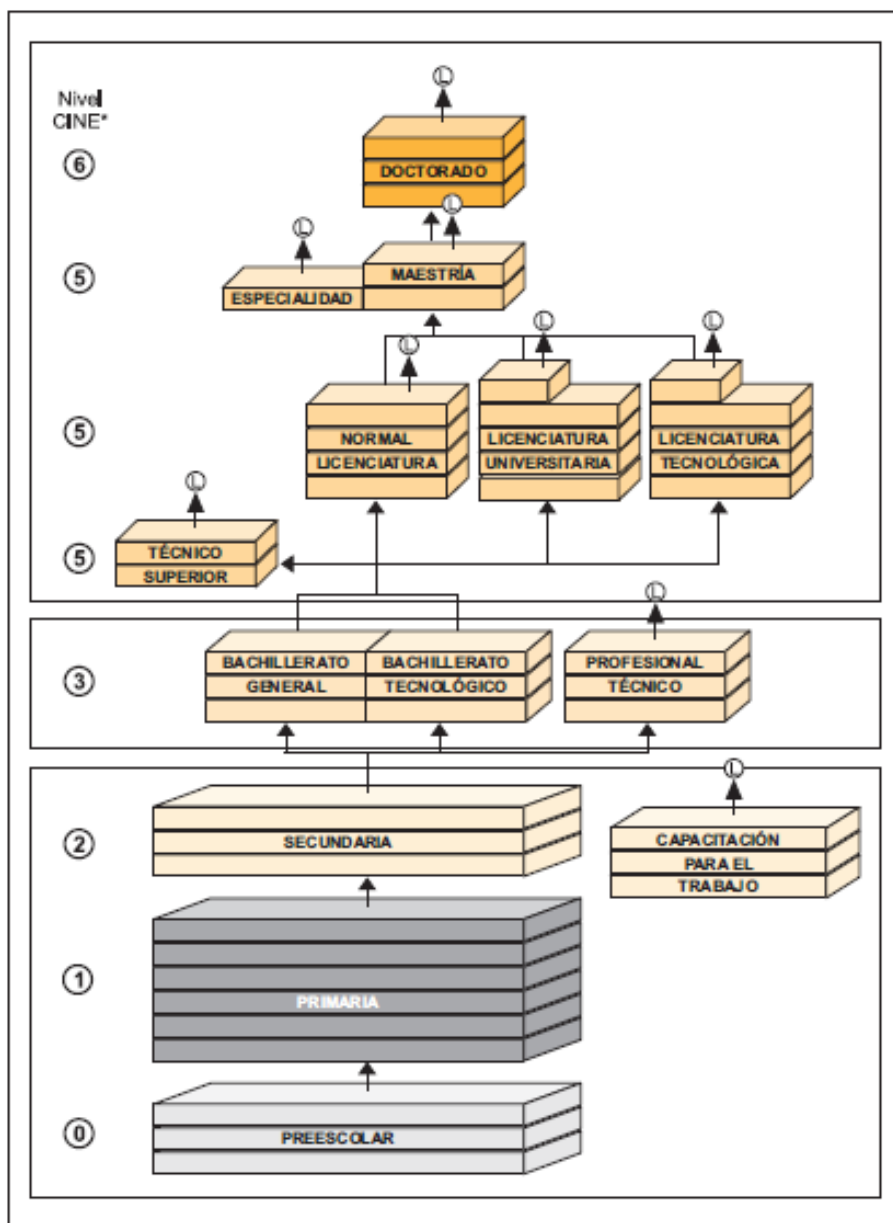 Nivel
CINE*
Ⓛ
⑥
DOCTORADO
Ⓛ
Ⓛ
⑤
MAESTRÍA
ESPECIALIDAD
Ⓛ
Ⓛ
Ⓛ
⑤
NORMAL
LICENCIATURA
LICENCIATURA
UNIVERSITARIA
LICENCIATURA
TECNOLÓGICA
Ⓛ
⑤
TÉCNICO
SUPERIOR
Ⓛ
③
BACHILLERATO
GENERAL
BACHILLERATO
TECNOLÓGICO
PROFESIONAL
TÉCNICO
Ⓛ
②
SECUNDARIA
CAPACITACIÓN
PARA EL
TRABAJO
①
PRIMARIA
⓪
PREESCOLAR